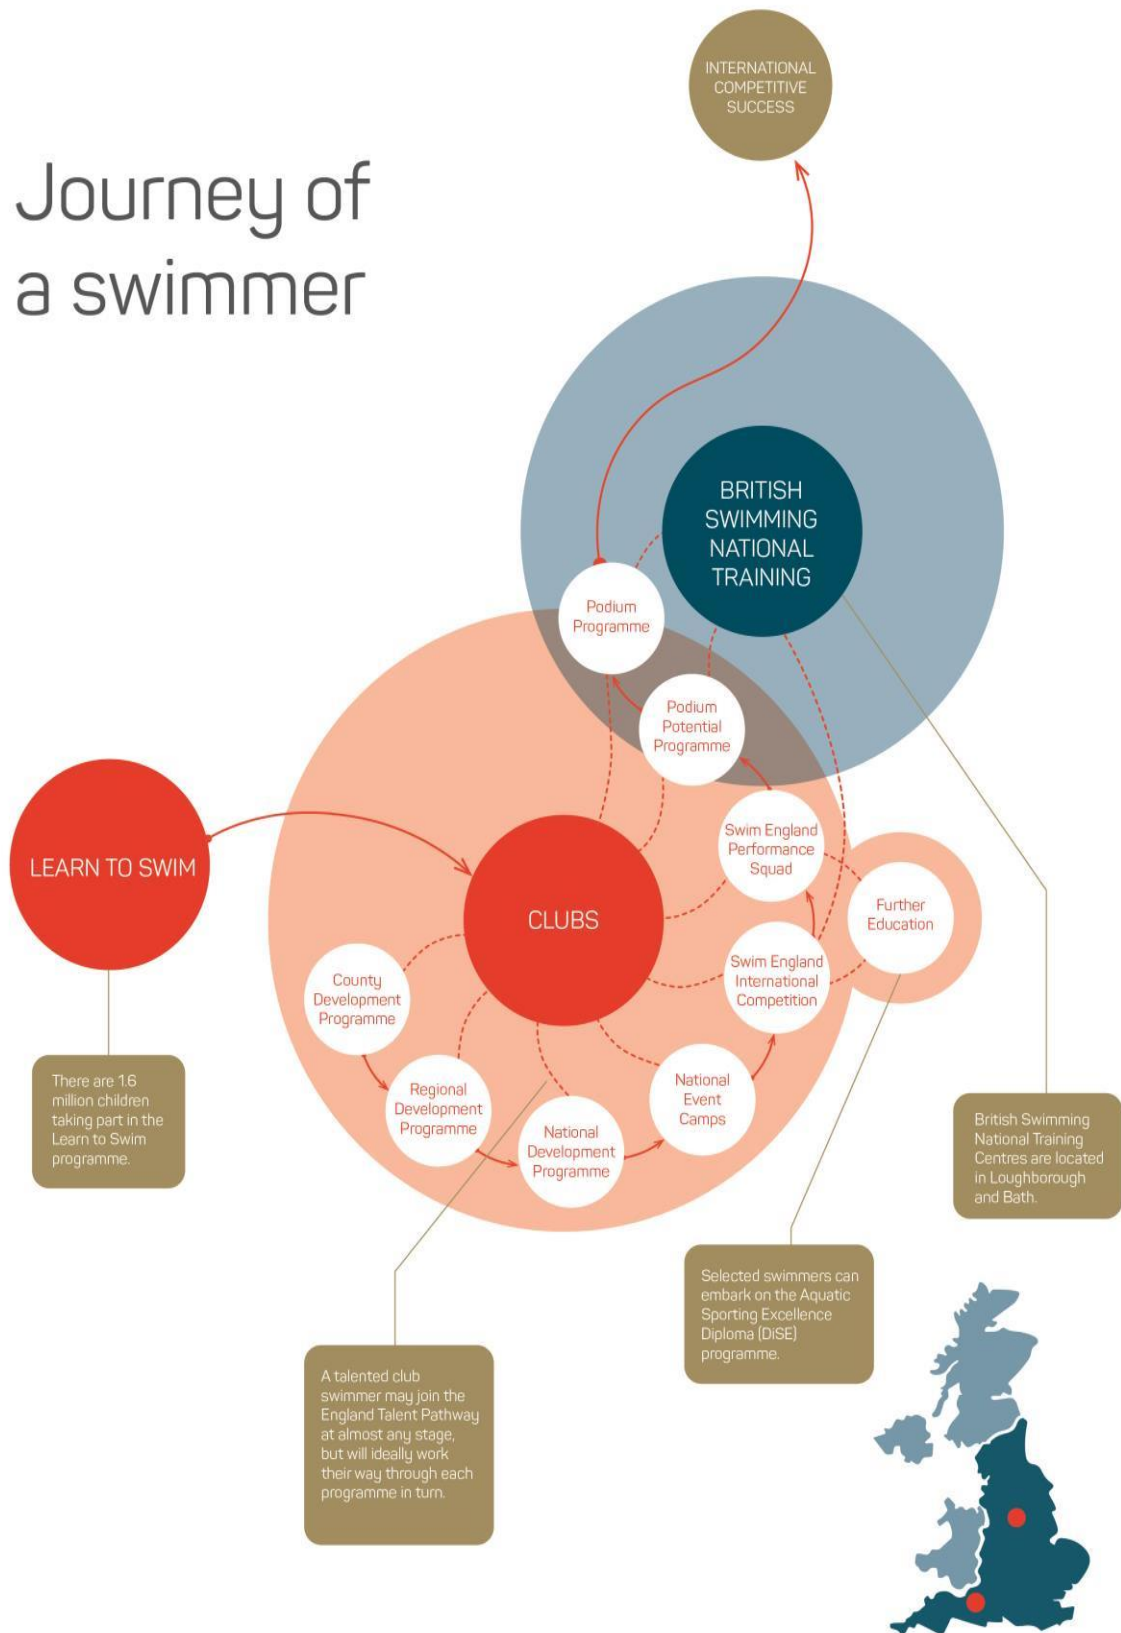 INTERNATIONAL
COMPETITIVE
SUCCESS
Journey of
a swimmer
BRITISH
SWIMMING
NATIONAL
TRAINING
Podium
Programme
Podium
Potential
Programme
LEARN TO SWIM
Swim England
Performance
Squad
CLUBS
Further
Education
County
Development
Programme
Swim England
International
Competition
Regional
Development
Programme
National
Event
Camps
National
Development
Programme
There are 1.6
million children
taking part in the
Learn to Swim
programme.
British Swimming
National Training
Centres are located
in Loughborough
and Bath.
Selected swimmers can
embark on the Aquatic
Sporting Excellence
Diploma (DiSE)
programme.
A talented club
swimmer may join the
England Talent Pathway
at almost any stage,
but will ideally work
their way through each
programme in turn.